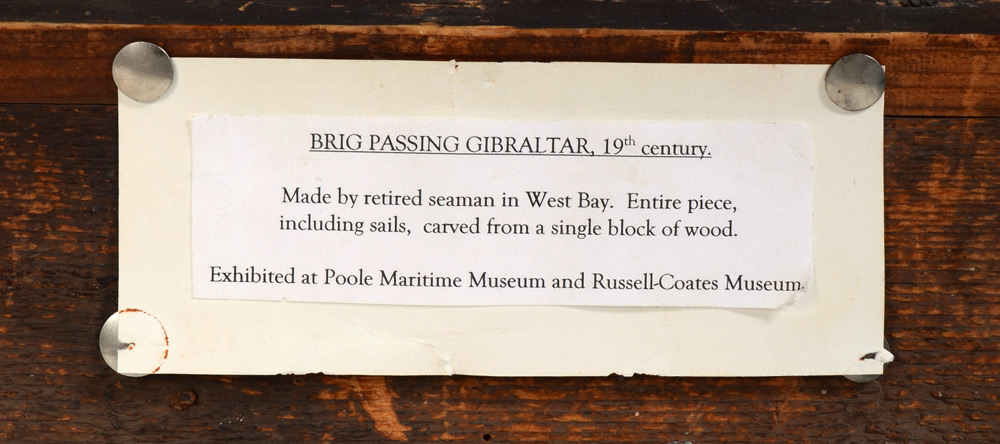 BRIG PASSING GIBRALTAR, 19th century.
Made by retired seaman in West Bay.  Entire piece,
including sails,  carved from a single block of wood.
Exhibited at Poole Maritime Museum and Russell-Coates Museum.